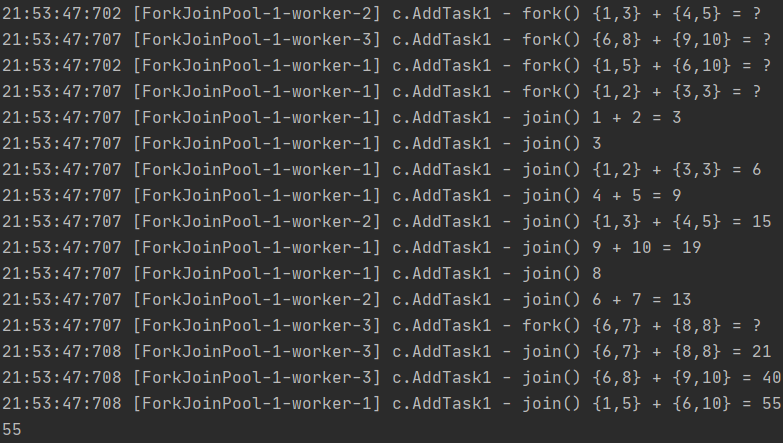 21:53:47:702 [ForkJoinPool-1-worker-2] c.AddTask1 - fork() {1,3} + {4,5} = ?
21:53:47:707 [ForkJoinPool-1-worker-3] c.AddTask1 - fork() {6,8} + {9,10} = ?
21:53:47:702 [ForkJoinPool-1-worker-1] c.AddTask1 - fork() {1,5} + {6,10} = ?
21:53:47:707 [ForkJoinPool-1-worker-1] c.AddTask1 - fork() {1,2} + {3,3} = ?
21:53:47:707 [ForkJoinPool-1-worker-1] c.AddTask1 - join() 1 + 2 = 3
21:53:47:707 [ForkJoinPool-1-worker-1] c.AddTask1 - join() 3
21:53:47:707 [ForkJoinPool-1-worker-1] c.AddTask1 - join() {1,2} + {3,3} = 6
21:53:47:707 [ForkJoinPool-1-worker-1] c.AddTask1 - join() 4 + 5 = 9
21:53:47:707 [ForkJoinPool-1-worker-2] c.AddTask1 - join() {1,3} + {4,5} = 15
21:53:47:707 [ForkJoinPool-1-worker-1] c.AddTask1 - join() 9 + 10 = 19
21:53:47:707 [ForkJoinPool-1-worker-1] c.AddTask1 - join() 8
21:53:47:707 [ForkJoinPool-1-worker-2] c.AddTask1 - join() 6 + 7 = 13
21:53:47:707 [ForkJoinPool-1-worker-3] c.AddTask1 - fork() {6,7} + {8,8} = ?
21:53:47:708 [ForkJoinPool-1-worker-3] c.AddTask1 - join() {6,7} + {8,8} = 21
21:53:47:708 [ForkJoinPool-1-worker-3] c.AddTask1 - join() {6,8} + {9,10} = 40
21:53:47:708 [ForkJoinPool-1-worker-1] c.AddTask1 - join() {1,5} + {6,10} = 55
55